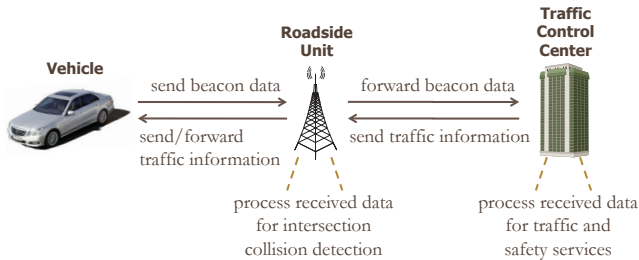 Traffic
Control
Center
Roadside
Unit
Vehicle
send beacon data
forward beacon data
send/forward
traffic information
send traffic information
process received data
for intersection
collision detection
process received data
for traffic and
safety services